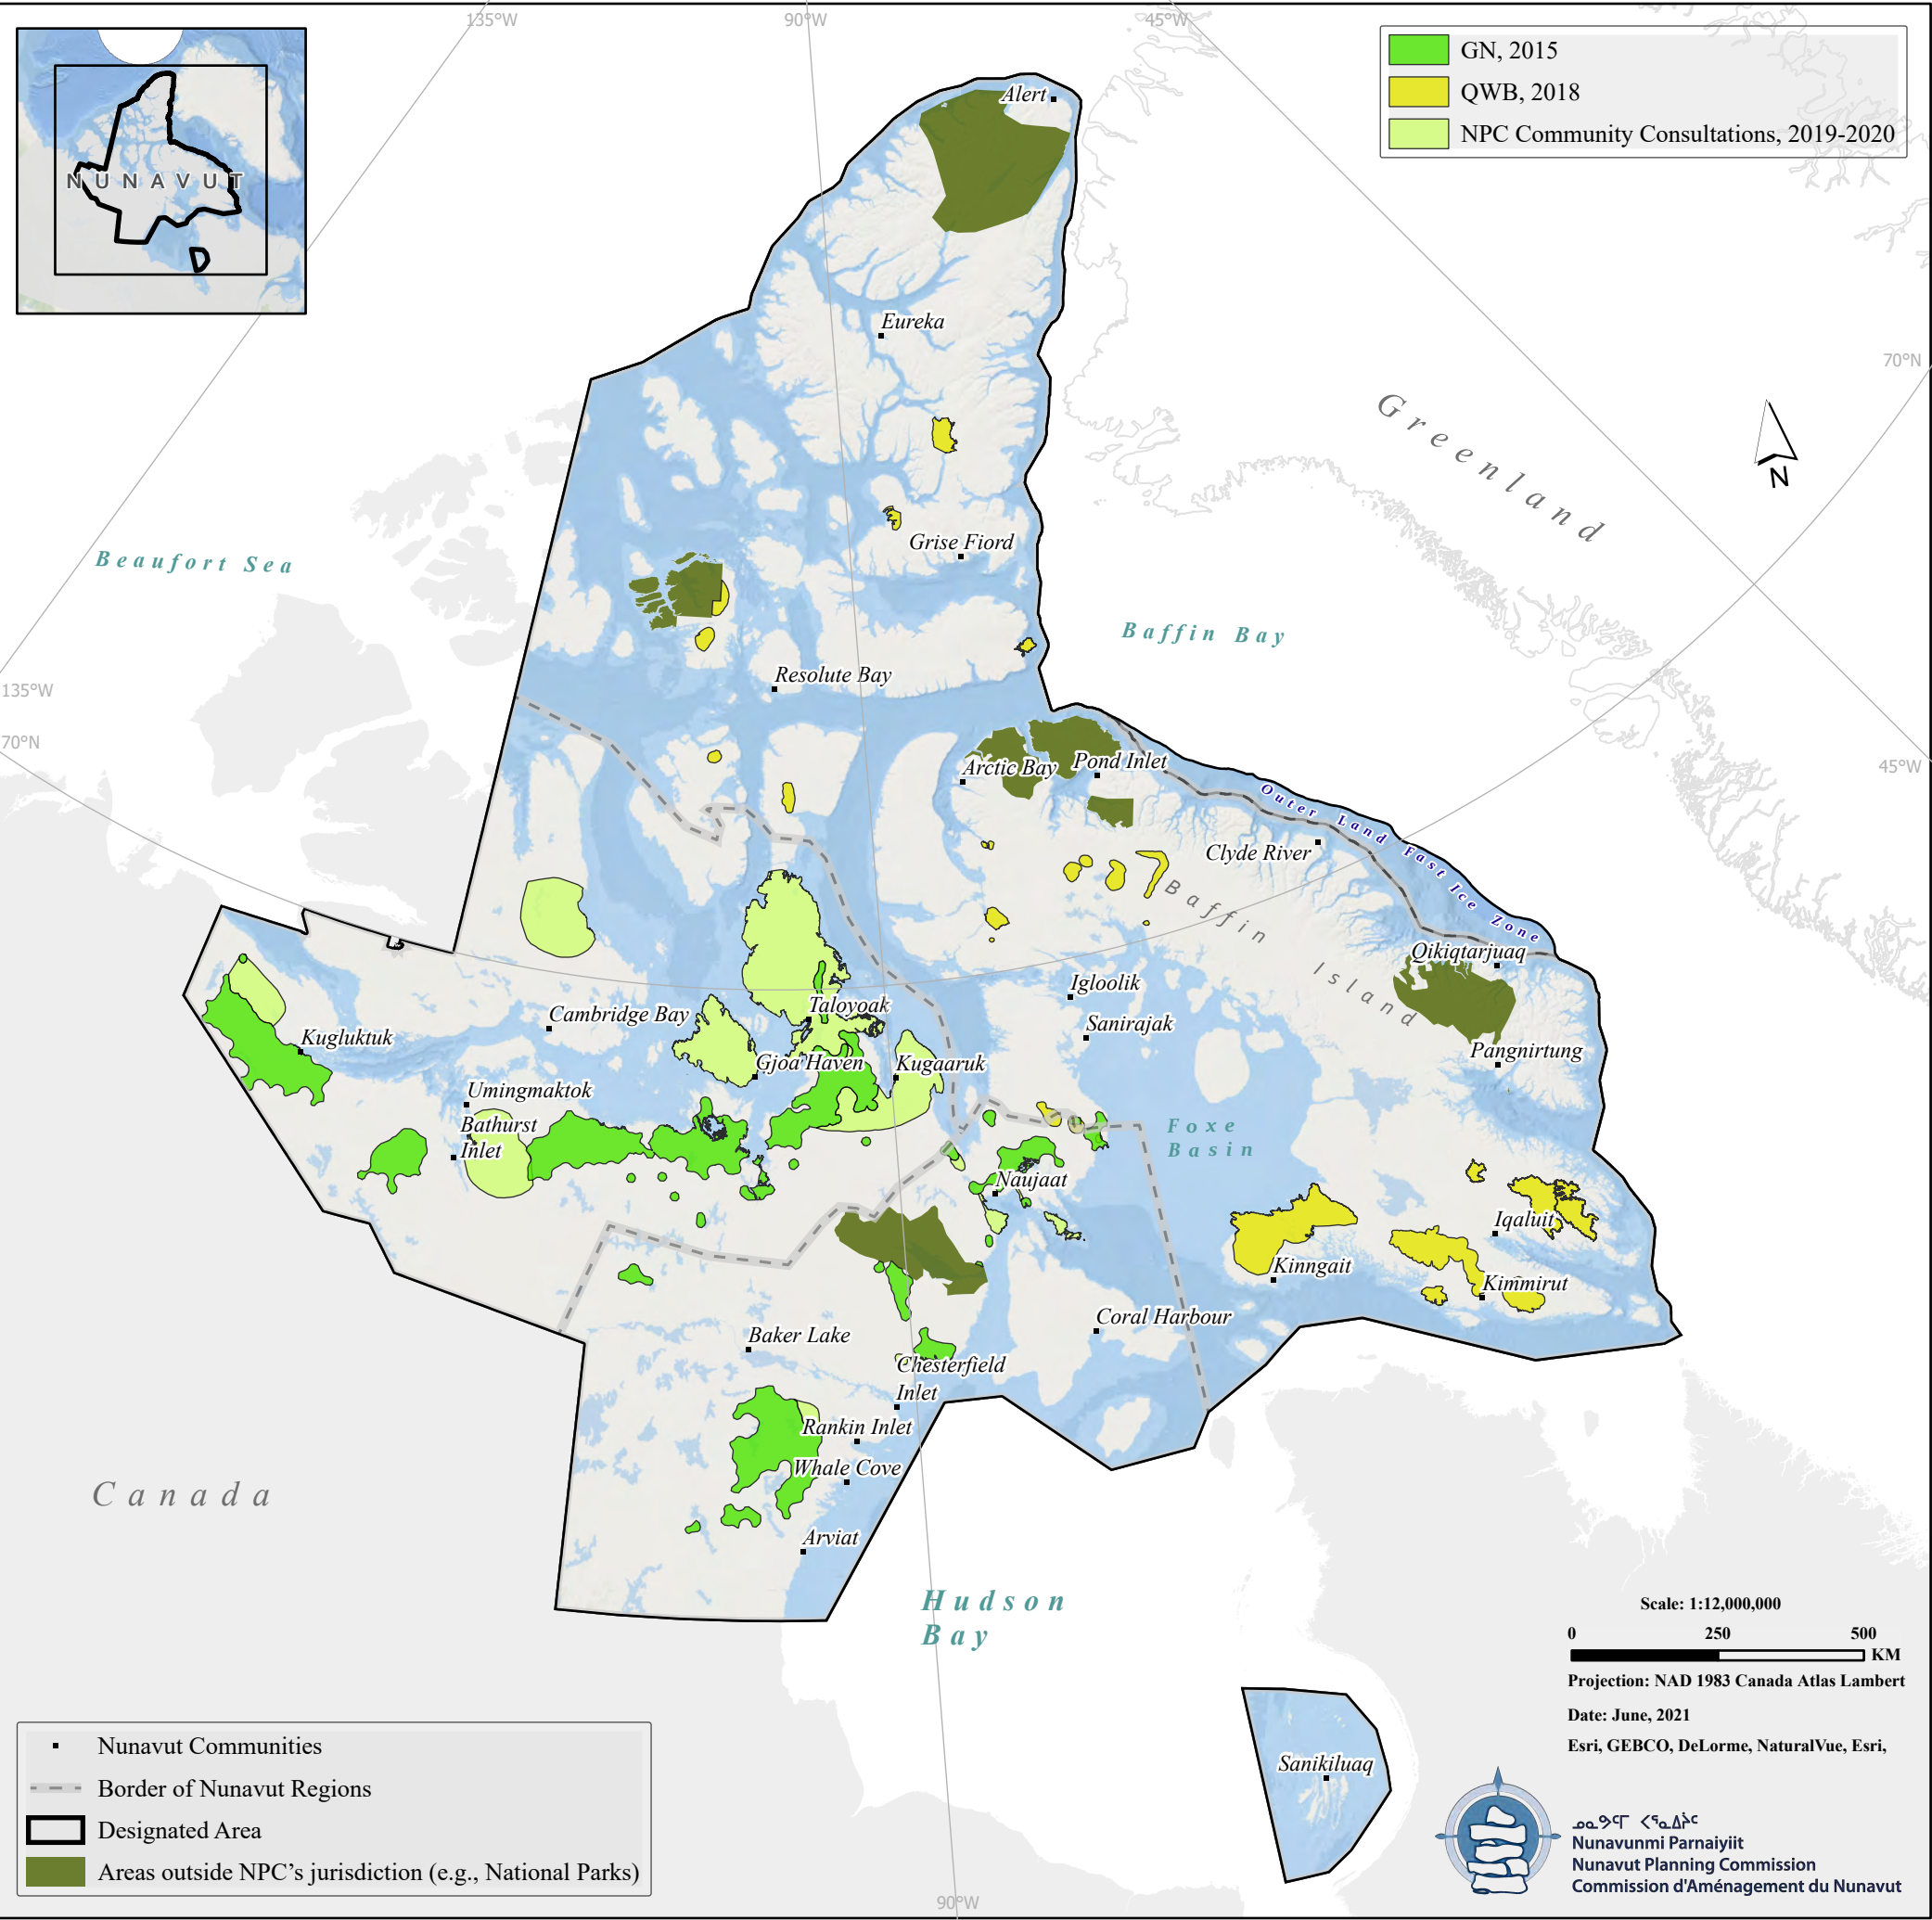 135°W
90°W
45°W
GN, 2015
QWB, 2018
NPC Community Consultations, 2019-2020
NUNAVUT
Alert
Eureka
Greenland
70°N
N
Grise Fiord
Beaufort Sea
Baffin Bay
Resolute Bay
135°W
70°N
45°W
Arctic Bay
Pond Inlet
Outer Land Fast Ice Zone
Clyde River
Baffin Island
Qikiqtarjuaq
Igloolik
Taloyoak
Cambridge Bay
Sanirajak
Kugluktuk
Pangnirtung
Gjoa Haven
Kugaaruk
Umingmaktok
Bathurst
Inlet
Foxe
Basin
Naujaat
Iqaluit
Kinngait
Kimmirut
Coral Harbour
Baker Lake
Chesterfield
Inlet
Rankin Inlet
Whale Cove
Canada
Arviat
Hudson
Bay
Scale: 1:12,000,000
0 250 500
KM
Projection: NAD 1983 Canada Atlas Lambert
Date: June, 2021
Esri, GEBCO, DeLorme, NaturalVue, Esri,
Sanikiluaq
Nunavut Communities
Border of Nunavut Regions
Designated Area
Areas outside NPC's jurisdiction (e.g., National Parks)
ᓄᓇᕗᒻᒥ ᐸᕐᓇᐃᔩᑦ
Nunavunmi Parnaiyiit
Nunavut Planning Commission
Commission d'Aménagement du Nunavut
90°W